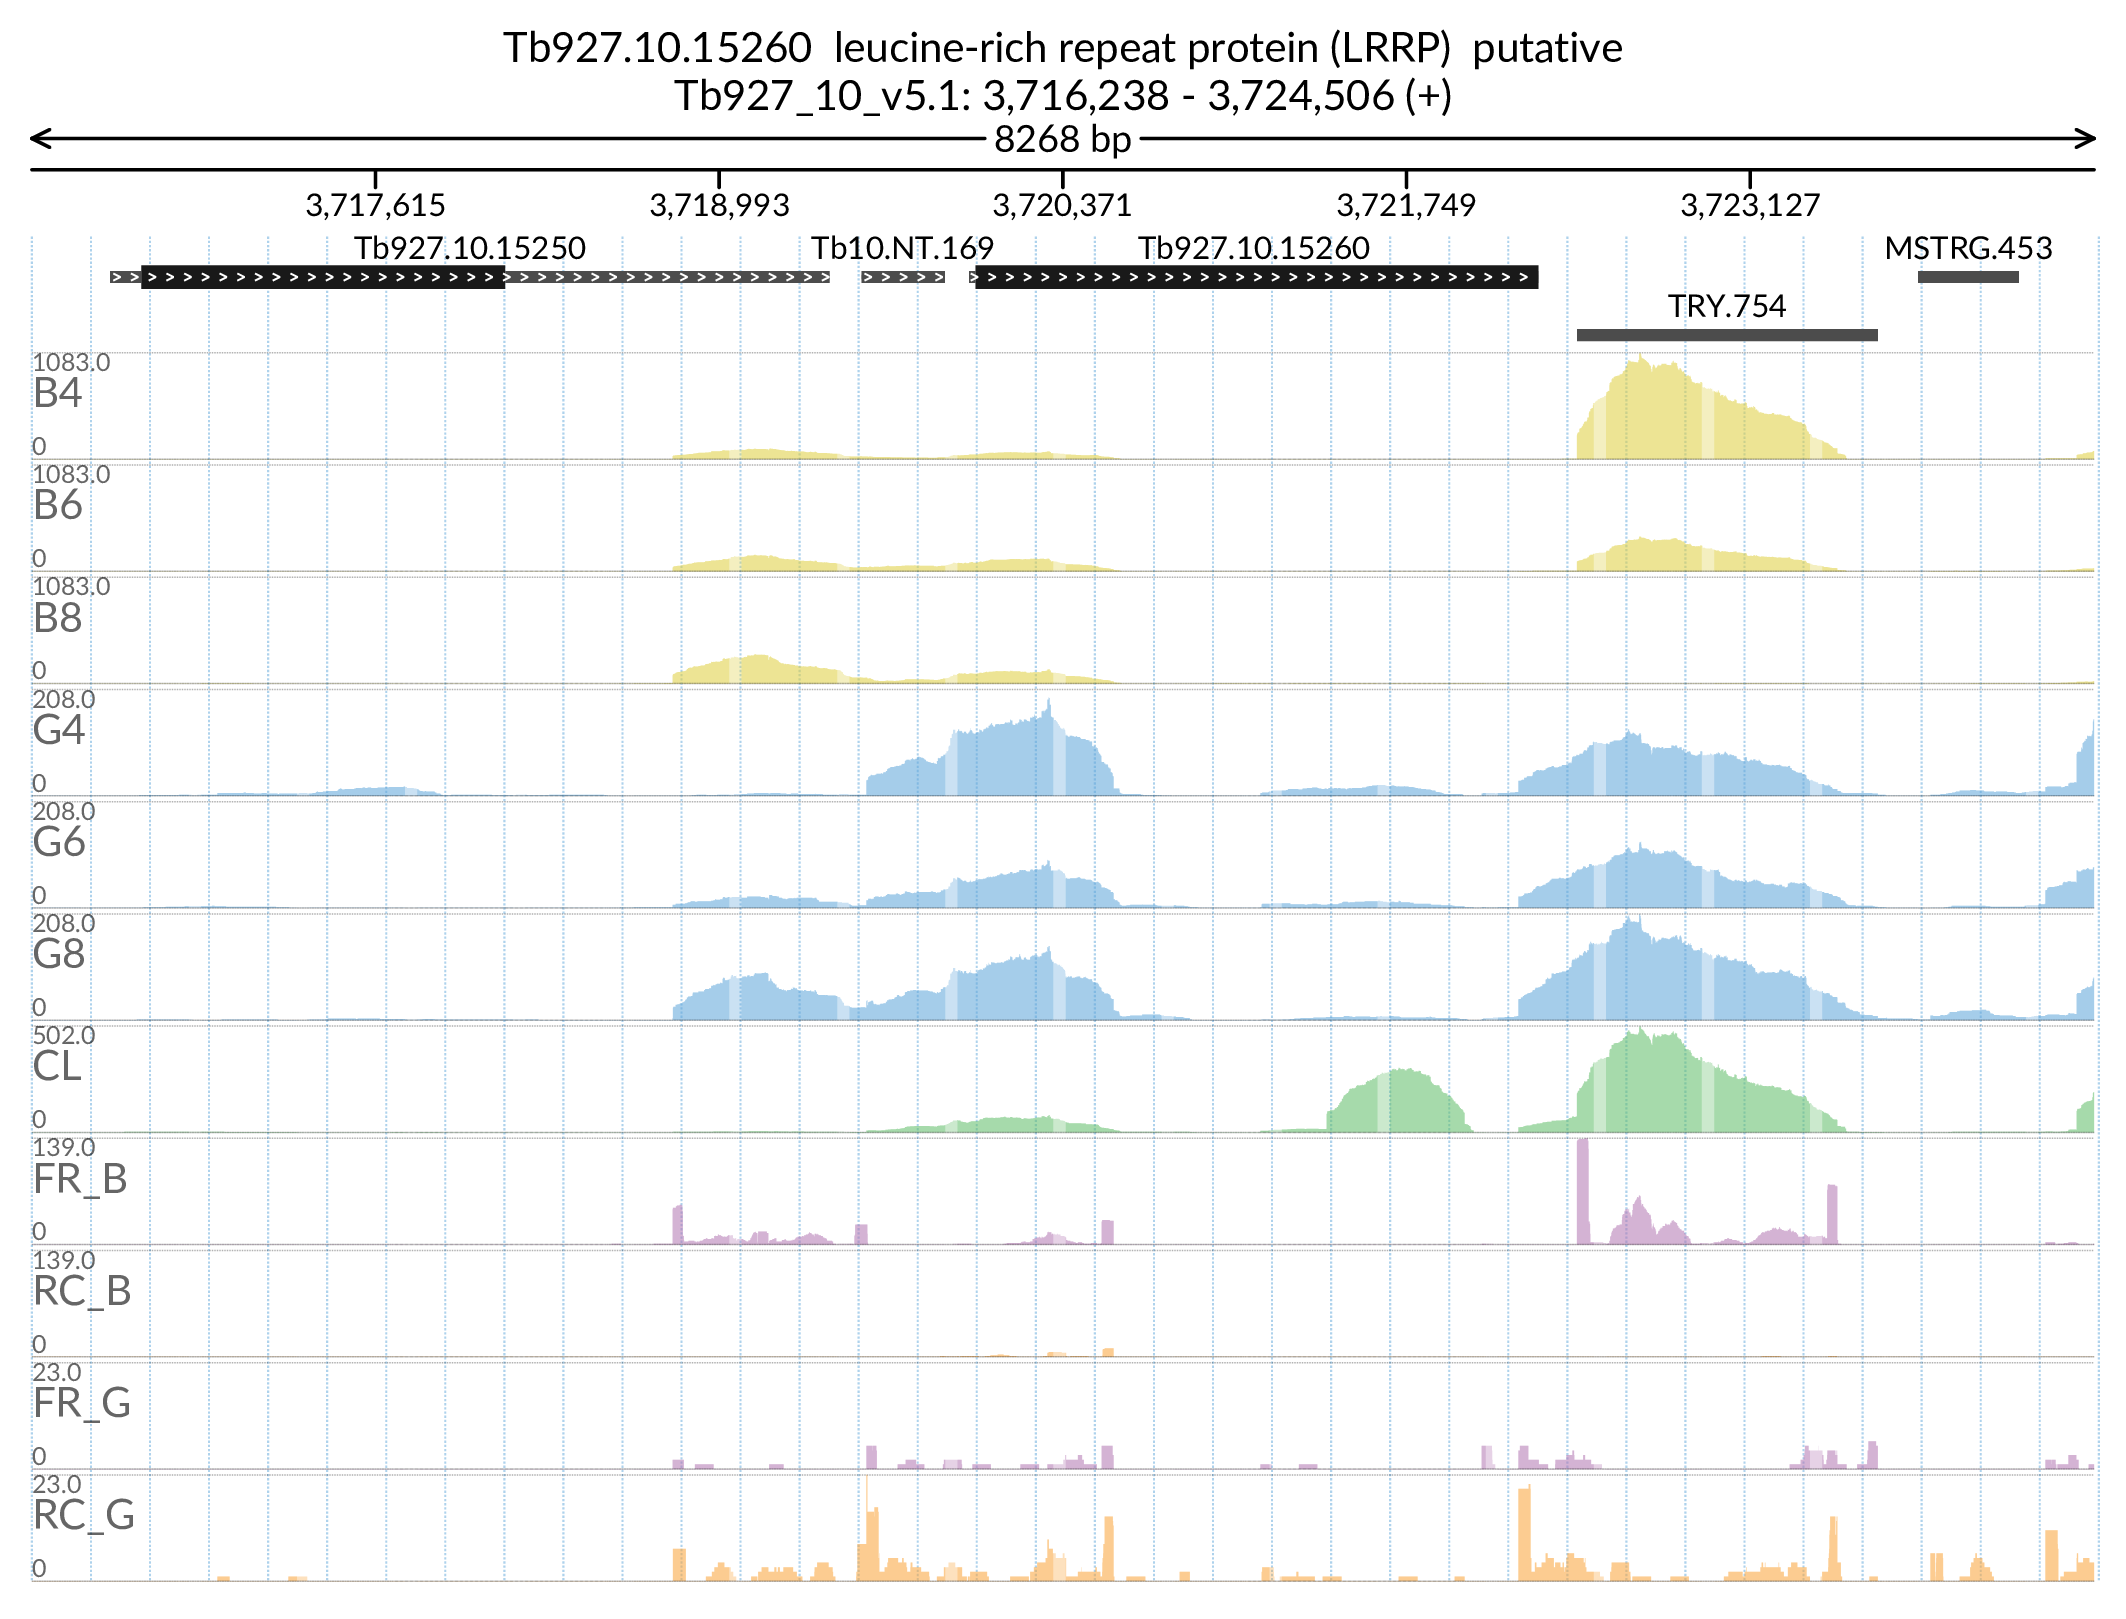 Tb927.10.15260 leucine-rich repeat protein (LRRP) putative
Tb927_10_v5.1: 3,716,238 - 3,724,506 (+)
8268 bp
3,717,615 3,718,993 3,720,371 3,721,749 3,723,127
Tb927.10.15250 Tb10.NT.169 Tb927.10.15260 MSTRG.453
TRY.754
1083.0
B4
0
1083.0
B6
0
1083.0
B8
0
208.0
G4
0
208.0
G6
0
208.0
G8
0
502.0
CL
0
139.0
FR_B
0
139.0
RC_B
0
23.0
FR_G
0
23.0
RC_G
0